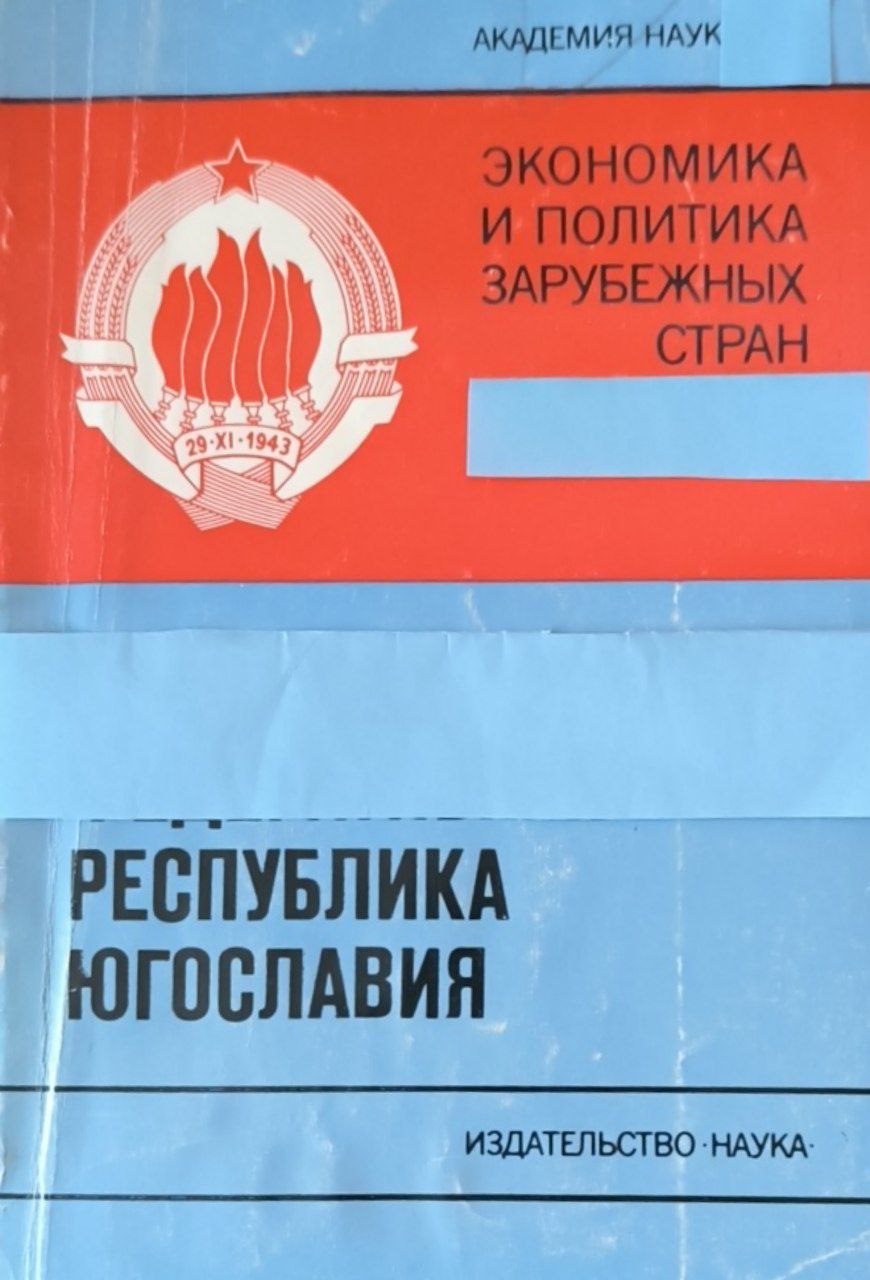 АКАДЕМИЯ НАУК
ЭКОНОМИКА
И ПОЛИТИКА
ЗАРУБЕЖНЫХ
СТРАН
29·XI·1943
РЕСПУБЛИКА
ЮГОСЛАВИЯ
ИЗДАТЕЛЬСТВО ·НАУКА·